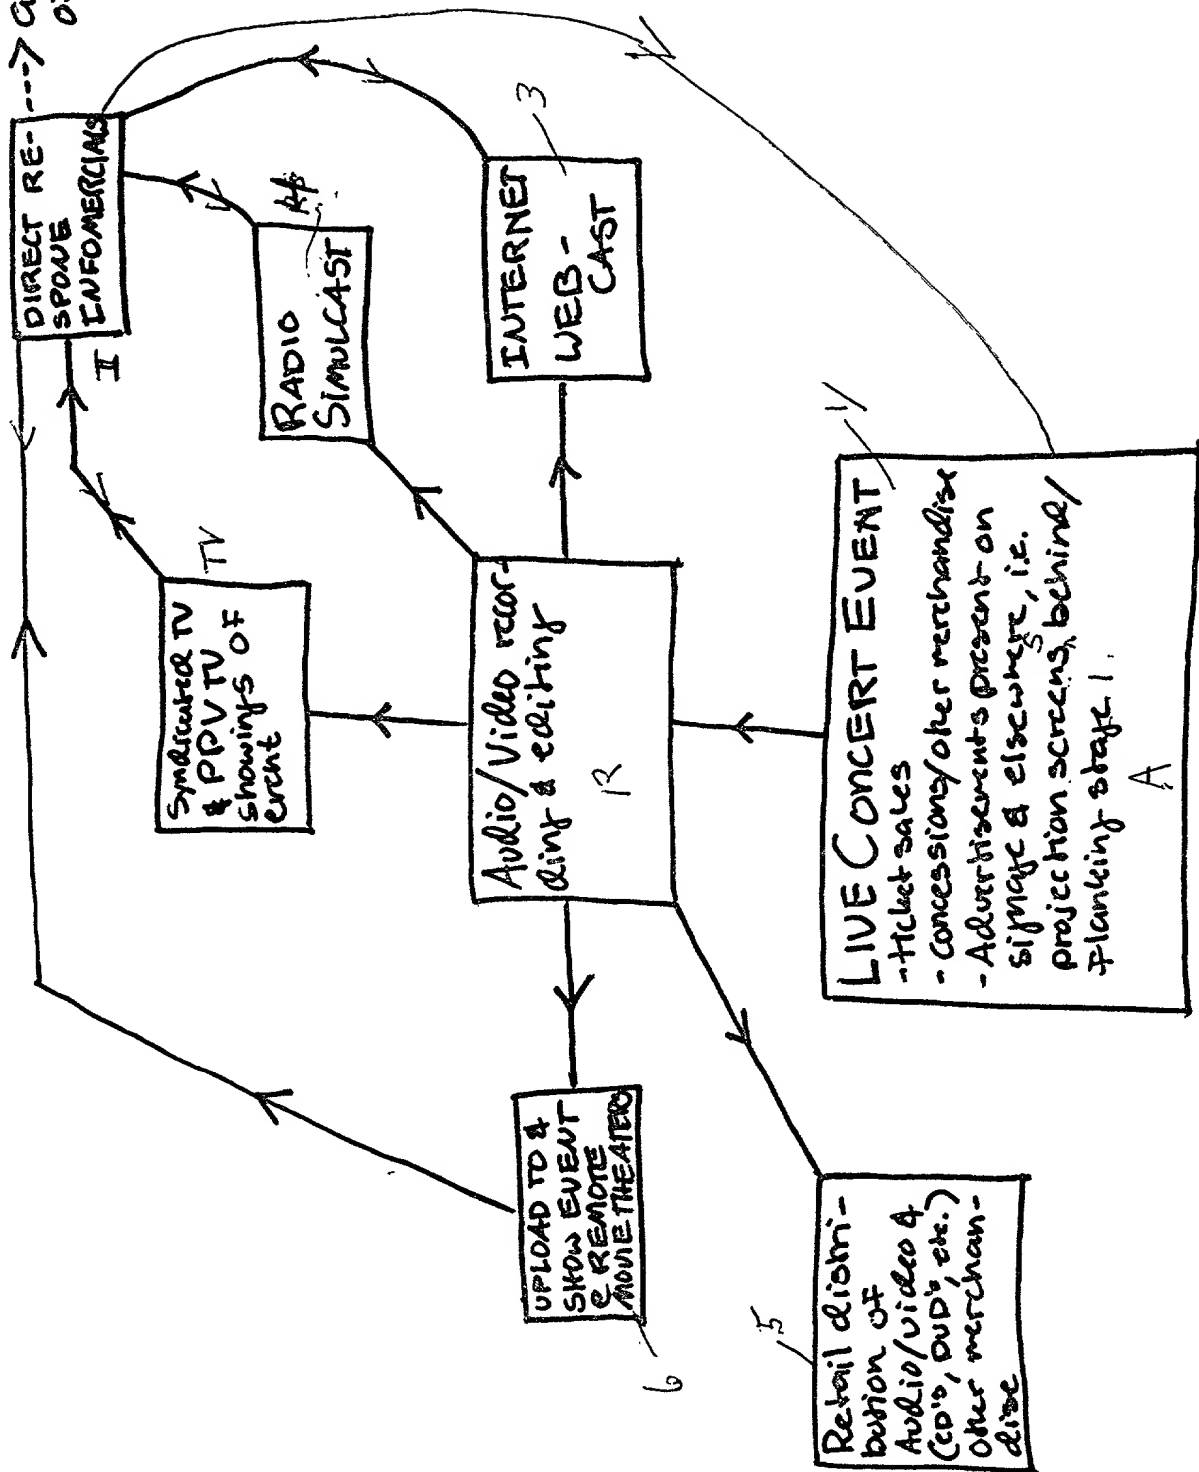 DIRECT RE-
SPONE
INFOMERCIALS
II
Syndicated TV
& PPV TV
showings of
event
TV
RADIO
SIMULCAST
R4
INTERNET
WEB-
CAST
3
UPLOAD TO &
SHOW EVENT
@ REMOTE
MOVIE THEATERS
6
Audio/Video recor-
ding & editing
R
Retail distri-
bution of
Audio/video &
(CD's, DVD's, etc.)
other merchan-
dise
5
LIVE CONCERT EVENT
- ticket sales
- Concessions/other merchandise
- Advertisements present on
signage & elsewhere, i.e.
projection screens, behind/
flanking stage 1.
A
1